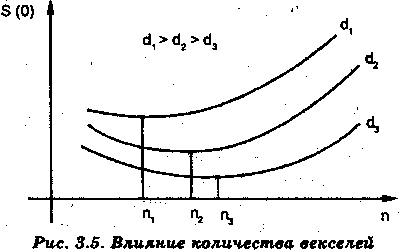 S (0)
d₁ > d₂ > d₃
d₁
d₂
d₃
n₁ n₂ n₃ n
Рис. 3.5. Влияние количества векселей